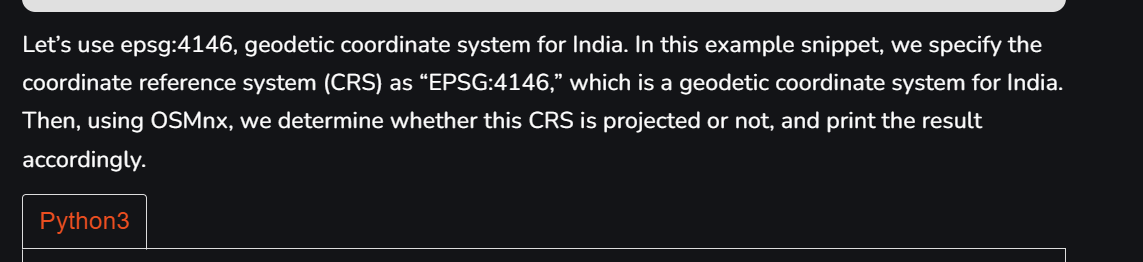 Let’s use epsg:4146, geodetic coordinate system for India. In this example snippet, we specify the
coordinate reference system (CRS) as “EPSG:4146,” which is a geodetic coordinate system for India.
Then, using OSMnx, we determine whether this CRS is projected or not, and print the result
accordingly.
Python3